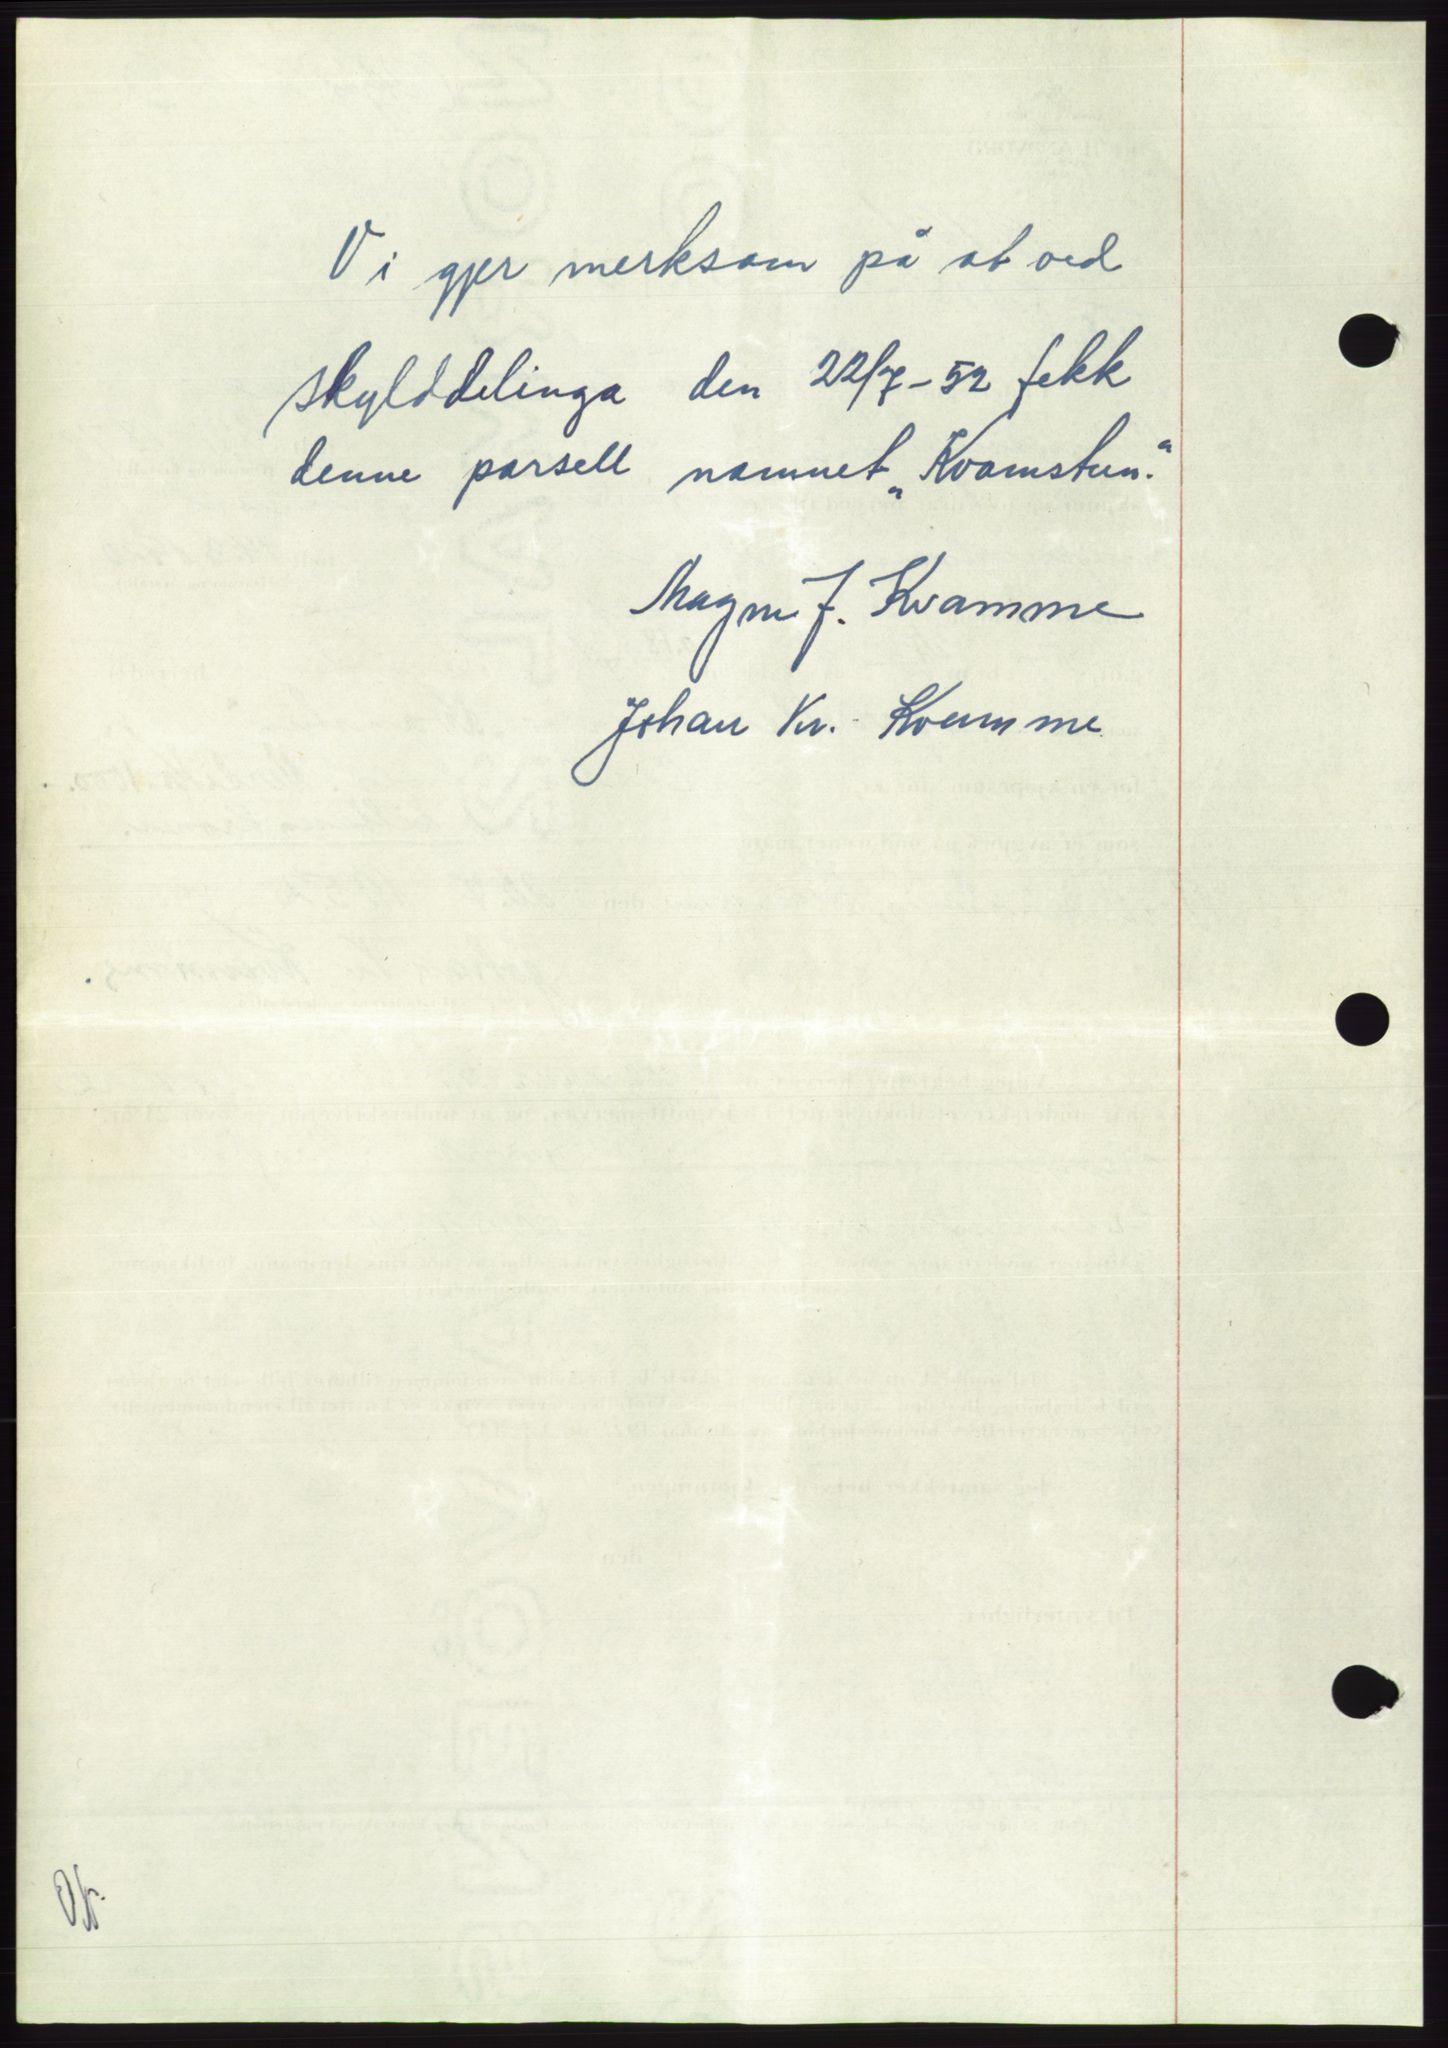 Vi gjer merksam på at ved
skylddelinga den 22/7-52 fekk
denne parsell namnet „Kvamstun."
Magne J. Kvamme
Johan Kr. Kvamme